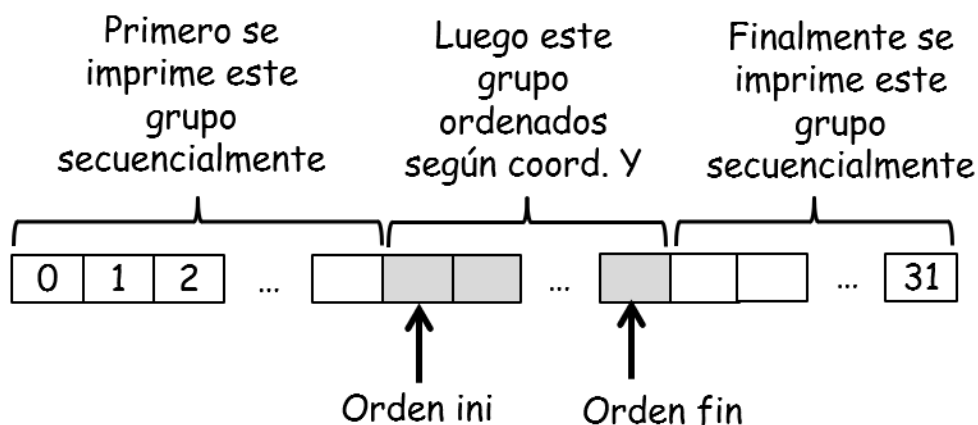 Primero se
imprime este
grupo
secuencialmente
Luego este
grupo
ordenados
según coord. Y
Finalmente se
imprime este
grupo
secuencialmente
0 1 2 ... ... ... 31
Orden ini
Orden fin